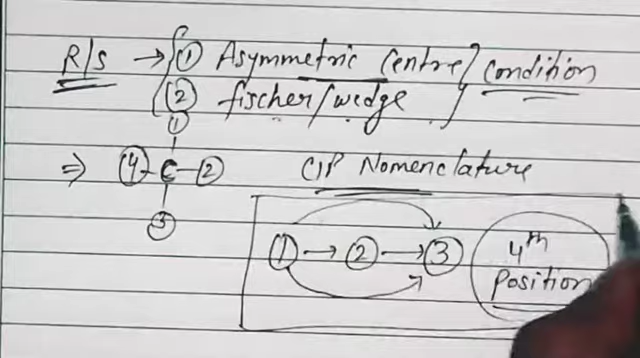 R/S → ① Asymmetric Centre / Condition
② fischer/wedge
①
⇒ ④-C-② CIP Nomenclature
③
① → ② → ③ 4th
position